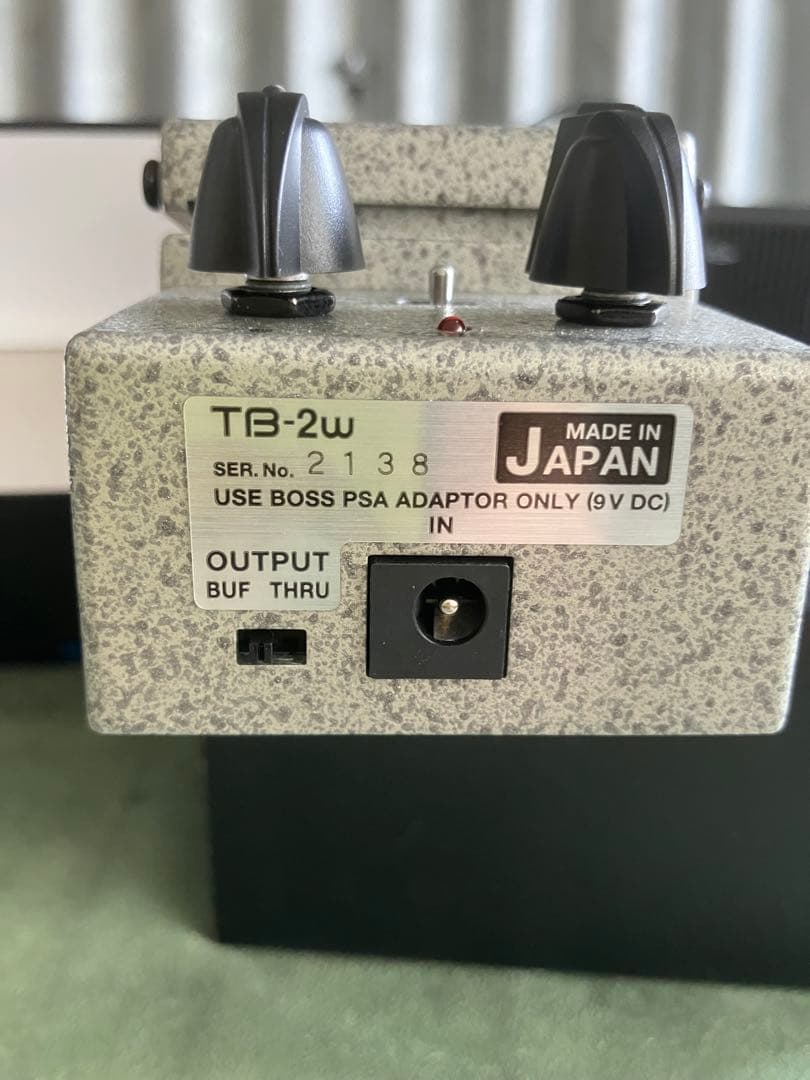 TB-2w
MADE IN
JAPAN
SER. No. 2138
USE BOSS PSA ADAPTOR ONLY (9V DC)
IN
OUTPUT
BUF THRU